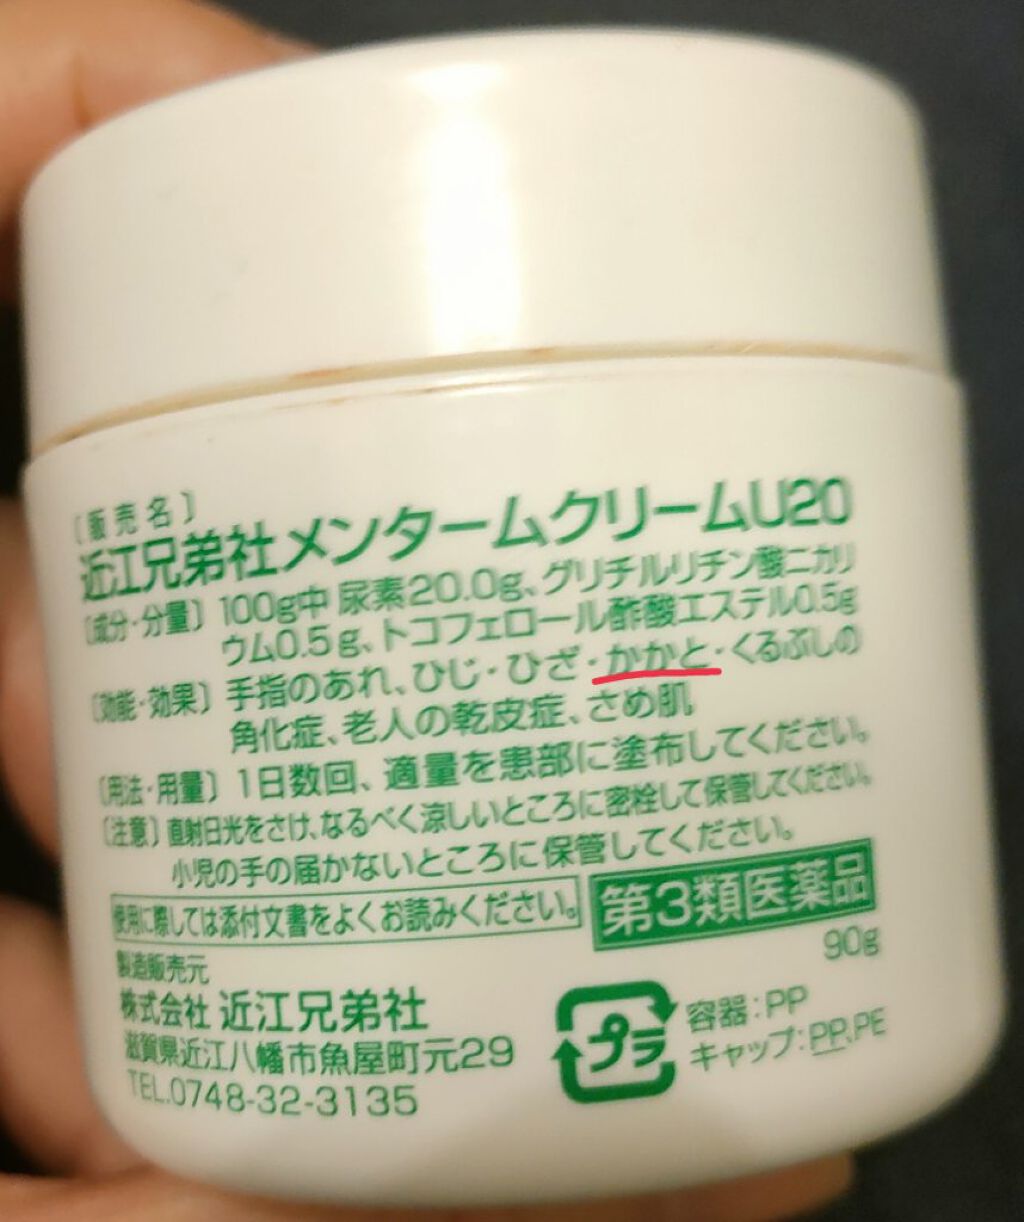 〔販売名〕
近江兄弟社メンタームクリームU20
〔成分・分量〕100g中 尿素20.0g、グリチルリチン酸ニカリ
ウム0.5g、トコフェロール酢酸エステル0.5g
〔効能・効果〕手指のあれ、ひじ・ひざ・かかと・くるぶしの
角化症、老人の乾皮症、さめ肌
〔用法・用量〕1日数回、適量を患部に塗布してください。
〔注意〕直射日光をさけ、なるべく涼しいところに密栓して保管してください。
小児の手の届かないところに保管してください。
使用に際しては添付文書をよくお読みください。
第3類医薬品
90g
製造販売元
株式会社 近江兄弟社
滋賀県近江八幡市魚屋町元29
TEL.0748-32-3135
プラ
容器:PP
キャップ:PP,PE